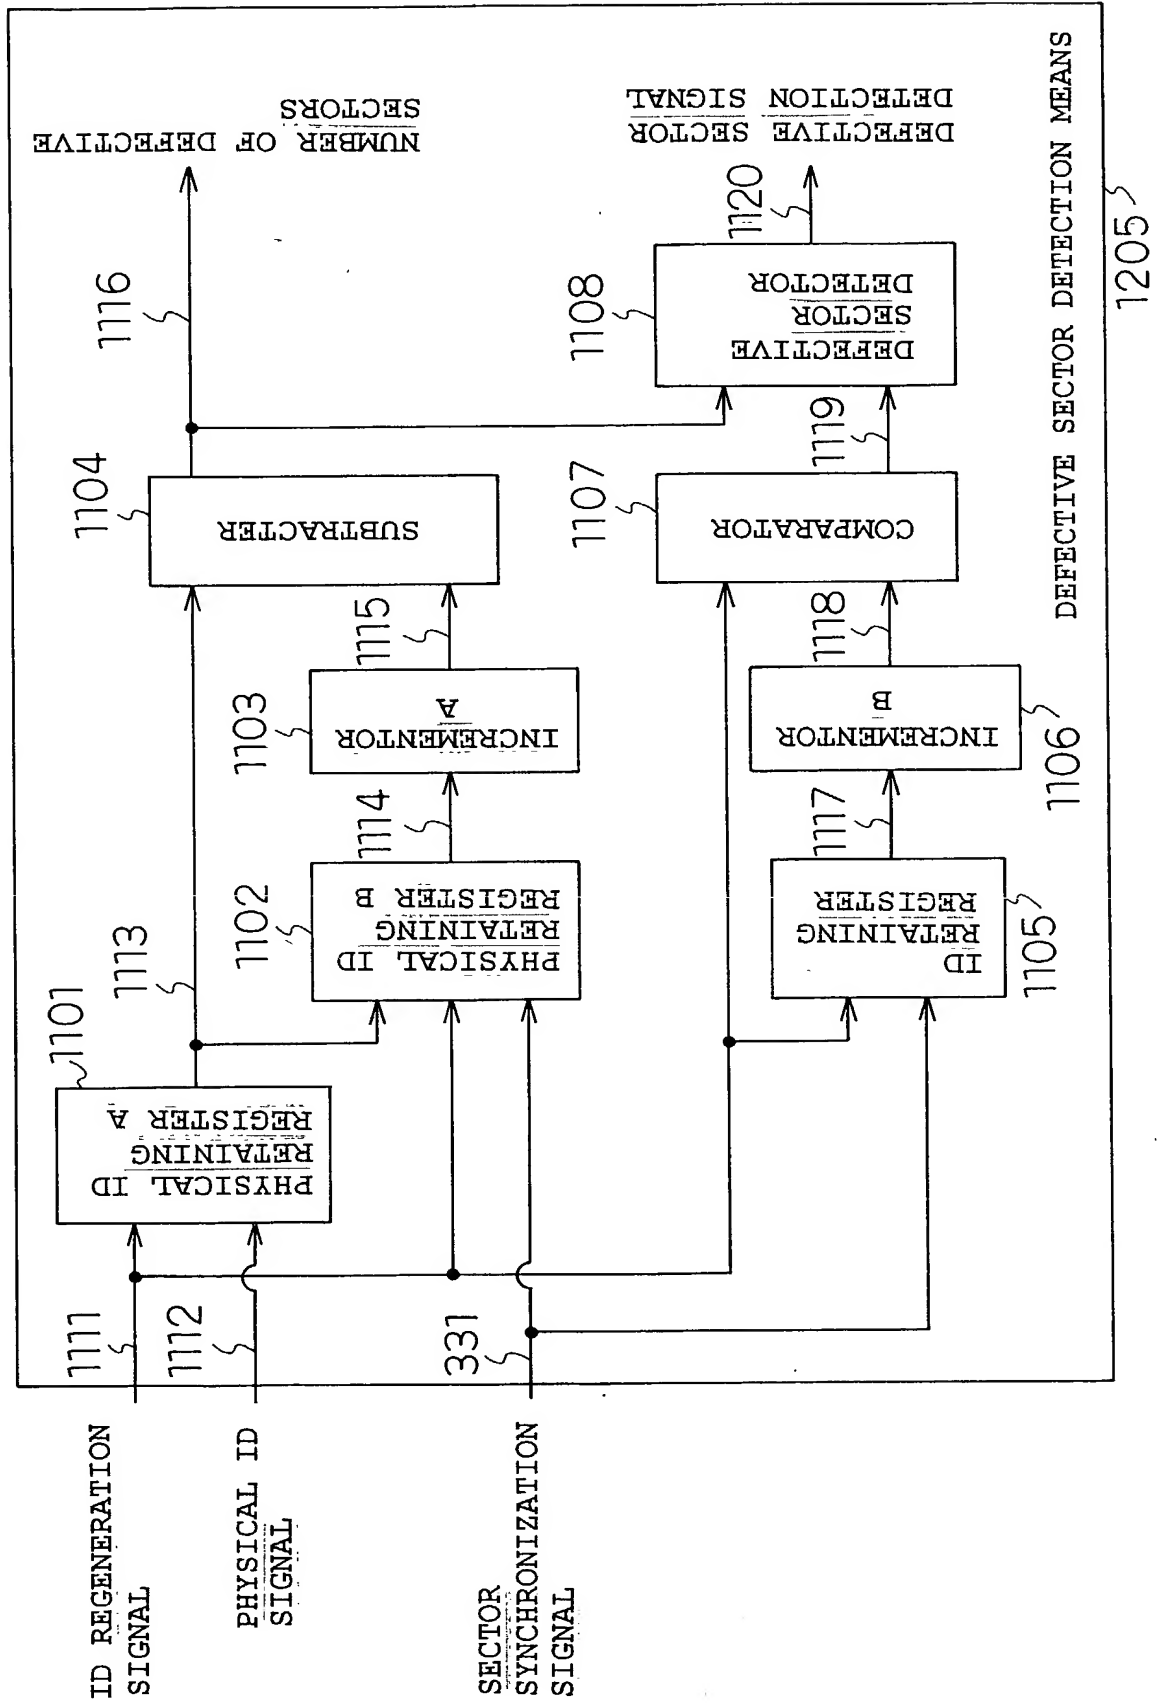 ID REGENERATION
SIGNAL
PHYSICAL ID
SIGNAL
SECTOR
SYNCHRONIZATION
SIGNAL
1111
1112
331
1101
PHYSICAL ID
RETAINING
REGISTER A
1113
1102
PHYSICAL ID
RETAINING
REGISTER B
1114
1103
INCREMENTOR
A
1115
1104
SUBTRACTER
1116
NUMBER OF DEFECTIVE
SECTORS
1105
ID
RETAINING
REGISTER
1117
1106
INCREMENTOR
B
1118
1107
COMPARATOR
1119
1108
DEFECTIVE
SECTOR
DETECTOR
1120
DEFECTIVE SECTOR
DETECTION SIGNAL
DEFECTIVE SECTOR DETECTION MEANS
1205